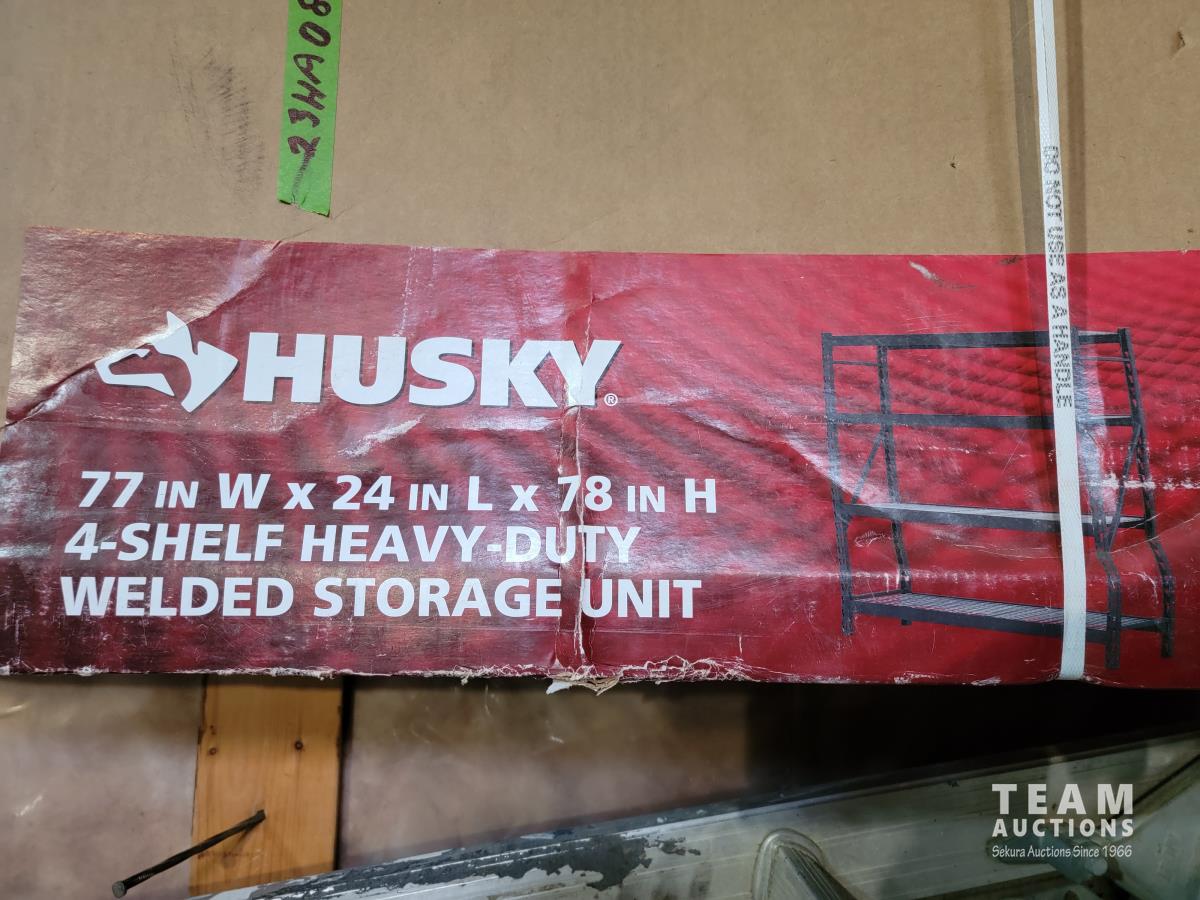 23WA08
HUSKY®
77 IN W x 24 IN L x 78 IN H
4-SHELF HEAVY-DUTY
WELDED STORAGE UNIT
DO NOT USE AS A HANDLE
TEAM
AUCTIONS
Sekura Auctions Since 1966